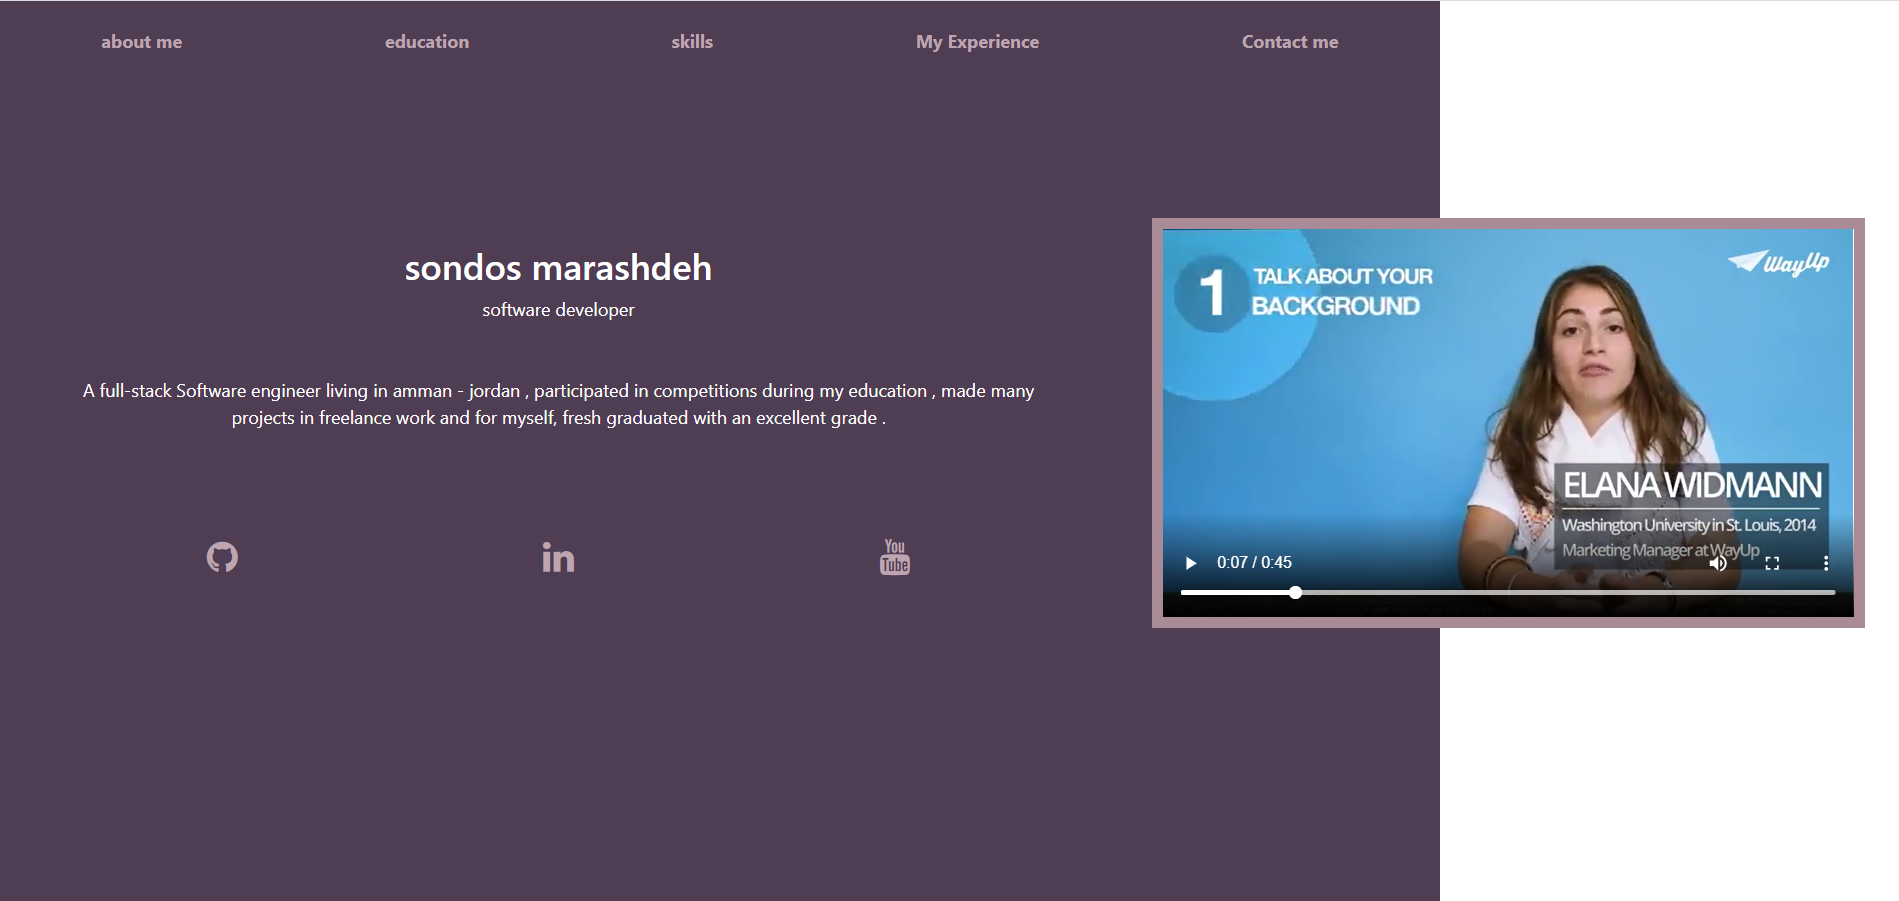 about me
education
skills
My Experience
Contact me
sondos marashdeh
software developer
A full-stack Software engineer living in amman - jordan , participated in competitions during my education , made many
projects in freelance work and for myself, fresh graduated with an excellent grade .
in
You
Tube
1
TALK ABOUT YOUR
BACKGROUND
WayUp
ELANA WIDMANN
Washington University in St. Louis, 2014
Marketing Manager at WayUp
0:07 / 0:45